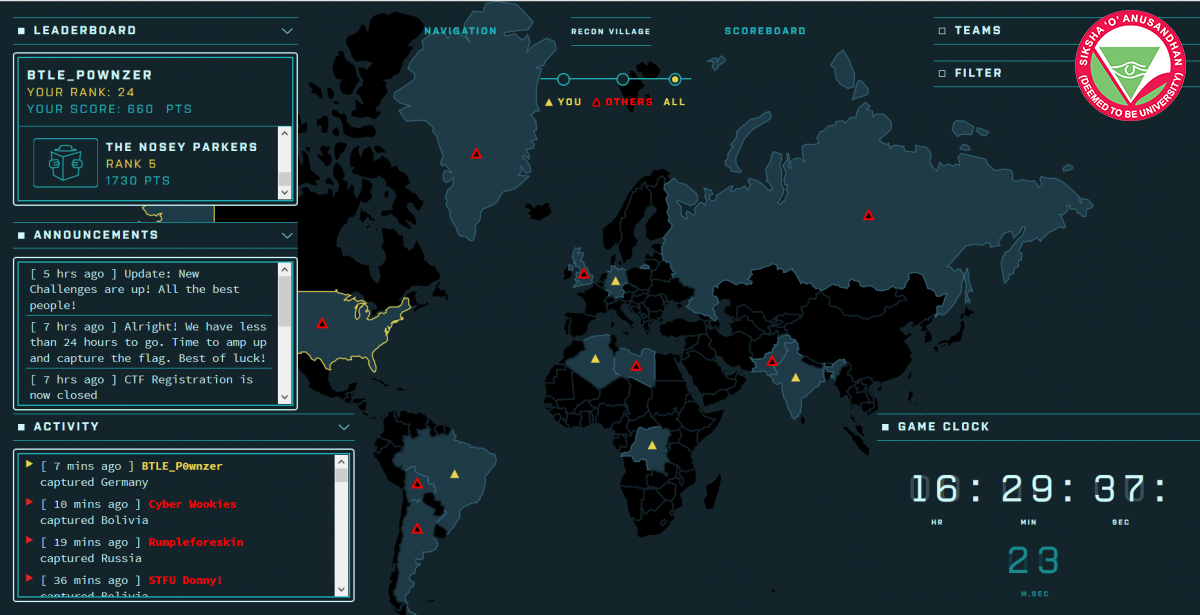 LEADERBOARD
BTLE_P0WNZER
YOUR RANK: 24
YOUR SCORE: 660 PTS
THE NOSEY PARKERS
RANK 5
1730 PTS
ANNOUNCEMENTS
[ 5 hrs ago ] Update: New
Challenges are up! All the best
people!
[ 7 hrs ago ] Alright! We have less
than 24 hours to go. Time to amp up
and capture the flag. Best of luck!
[ 7 hrs ago ] CTF Registration is
now closed
ACTIVITY
[ 7 mins ago ] BTLE_P0wnzer
captured Germany
[ 10 mins ago ] Cyber Wookies
captured Bolivia
[ 19 mins ago ] Rumpleforeskin
captured Russia
[ 36 mins ago ] STFU Donny!
captured Bolivia
NAVIGATION
RECON VILLAGE
SCOREBOARD
YOU OTHERS ALL
TEAMS
FILTER
SIKSHA 'O' ANUSANDHAN
(DEEMED TO BE UNIVERSITY)
GAME CLOCK
16: 29: 37:
HR MIN SEC
23
M.SEC